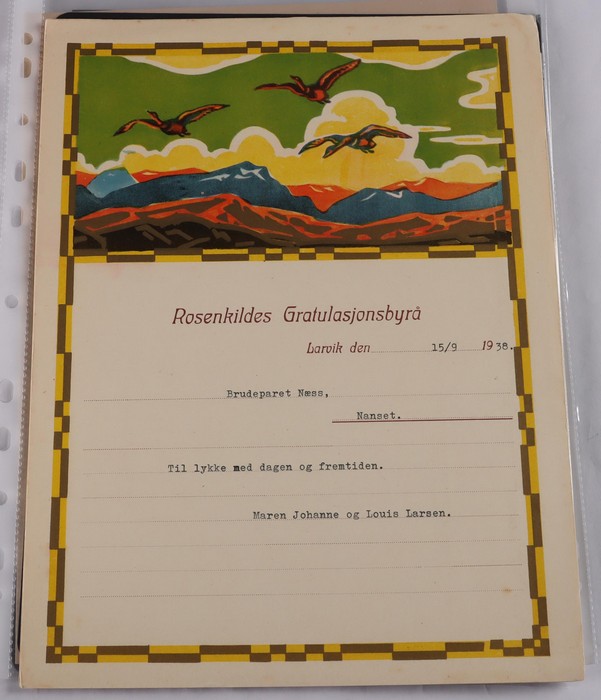 Rosenkildes Gratulasjonsbyrå
Larvik den 15/9 1938.
Brudeparet Næss,
Nanset.
Til lykke med dagen og fremtiden.
Maren Johanne og Louis Larsen.